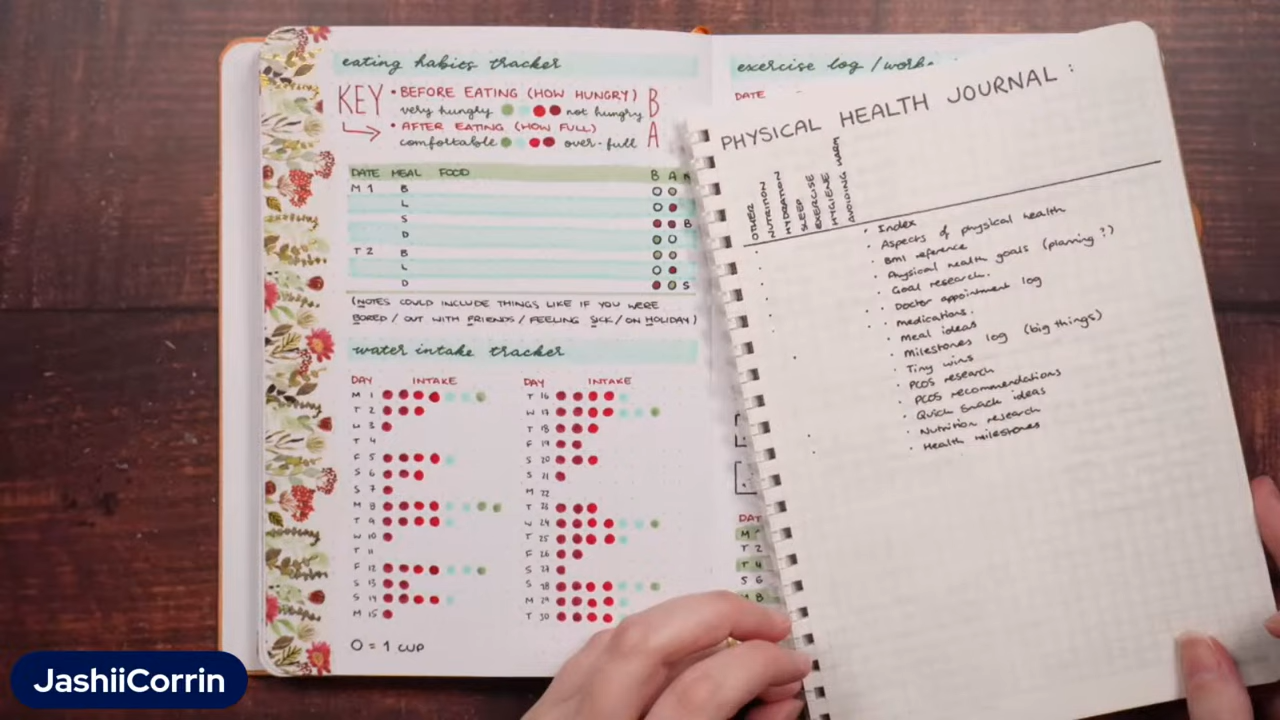 eating habits tracker
KEY
• BEFORE EATING (HOW HUNGRY) B
very hungry not hungry
• AFTER EATING (HOW FULL) A
comfortable over-full
DATE MEAL FOOD B A N
M 1 B
L
S B
D
T 2 B
L
D S
(NOTES COULD INCLUDE THINGS LIKE IF YOU WERE
BORED / OUT WITH FRIENDS / FEELING SICK / ON HOLIDAY)
water intake tracker
DAY INTAKE
M 1
T 2
W 3
T 4
F 5
S 6
S 7
M 8
T 9
W 10
T 11
F 12
S 13
S 14
M 15
DAY INTAKE
T 16
W 17
T 18
F 19
S 20
S 21
M 22
T 23
W 24
T 25
F 26
S 27
S 28
M 29
T 30
O = 1 CUP
exercise log /
DATE
DAT
T 2
T 4
S 6
PHYSICAL HEALTH JOURNAL :
OTHER
NUTRITION
HYDRATION
SLEEP
EXERCISE
HYGIENE
AVOIDING HARM
• Index
• Aspects of physical health
• BMI reference
• Physical health goals (planning?)
• Goal research.
• Doctor appointment log
• medications.
• Meal ideas
• Milestones log (big things)
• Tiny wins
• PCOS research
• PCOS recommendations
• Quick snack ideas
• Nutrition research
• Health milestones
JashiiCorrin